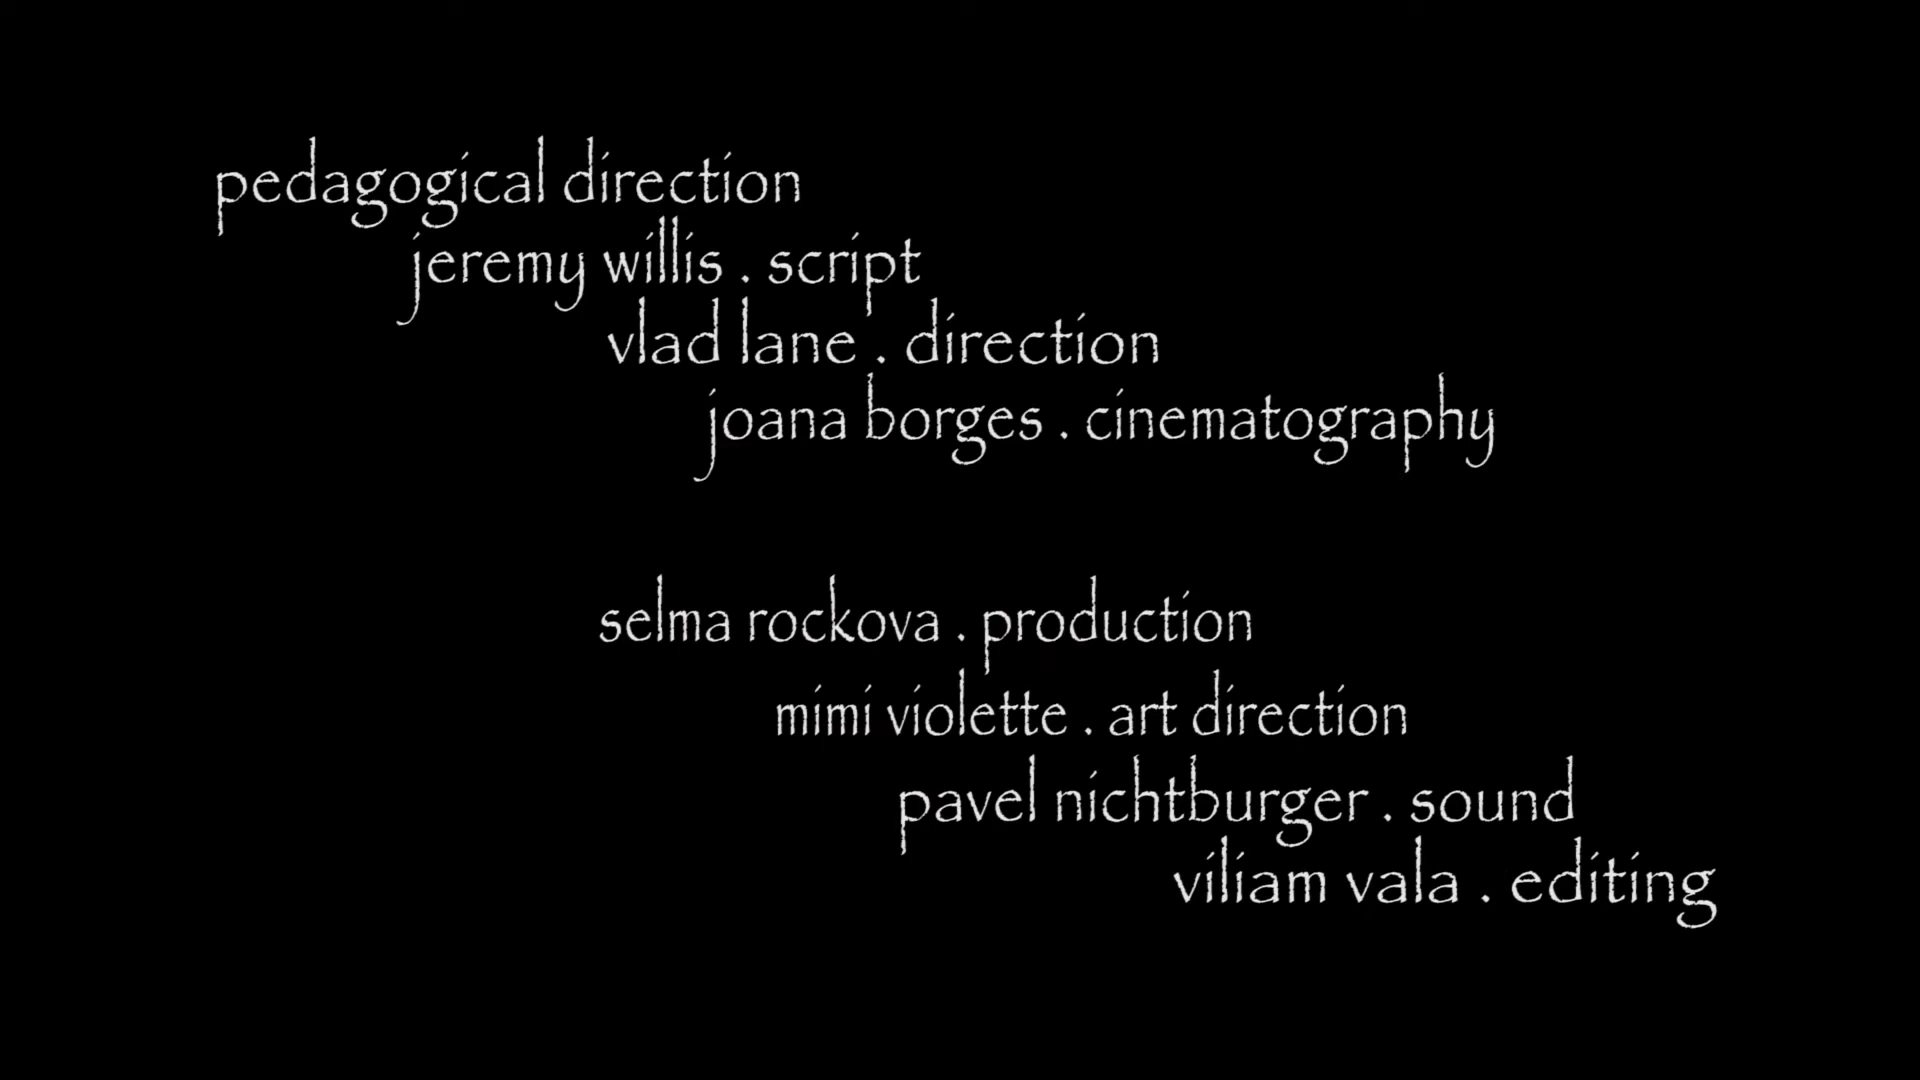 pedagogical direction
jeremy willis . script
vlad lane . direction
joana borges . cinematography
selma rockova . production
mimi violette . art direction
pavel nichtburger . sound
viliam vala . editing